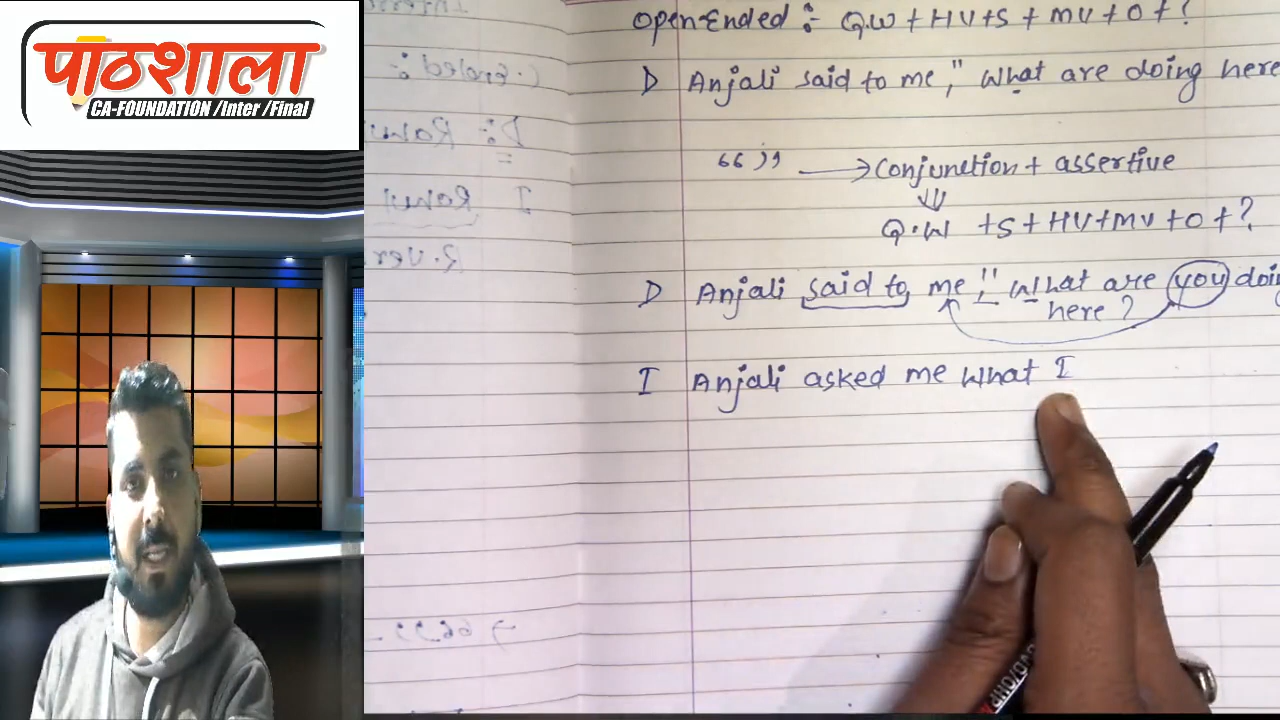 पाठशाला
CA-FOUNDATION /Inter /Final
Open-Ended :- Q.W + HV + S + MV + O + ?
D Anjali said to me," What are doing here
“ ” → Conjunction + assertive
⇓
Q.W + S + HV + MV + O + ?
D Anjali said to me " What are you doing
here ?
I Anjali asked me what I